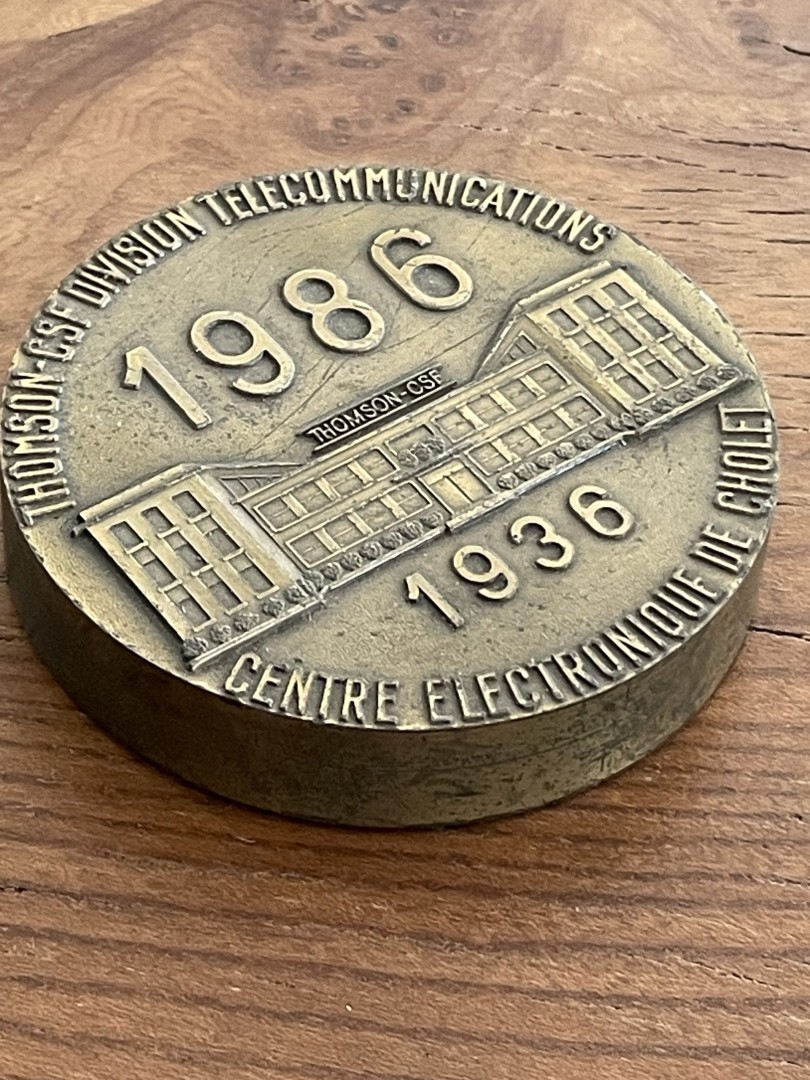 THOMSON-CSF DIVISION TELECOMMUNICATIONS
1986
THOMSON-CSF
1936
CENTRE ELECTRONIQUE DE CHOLET